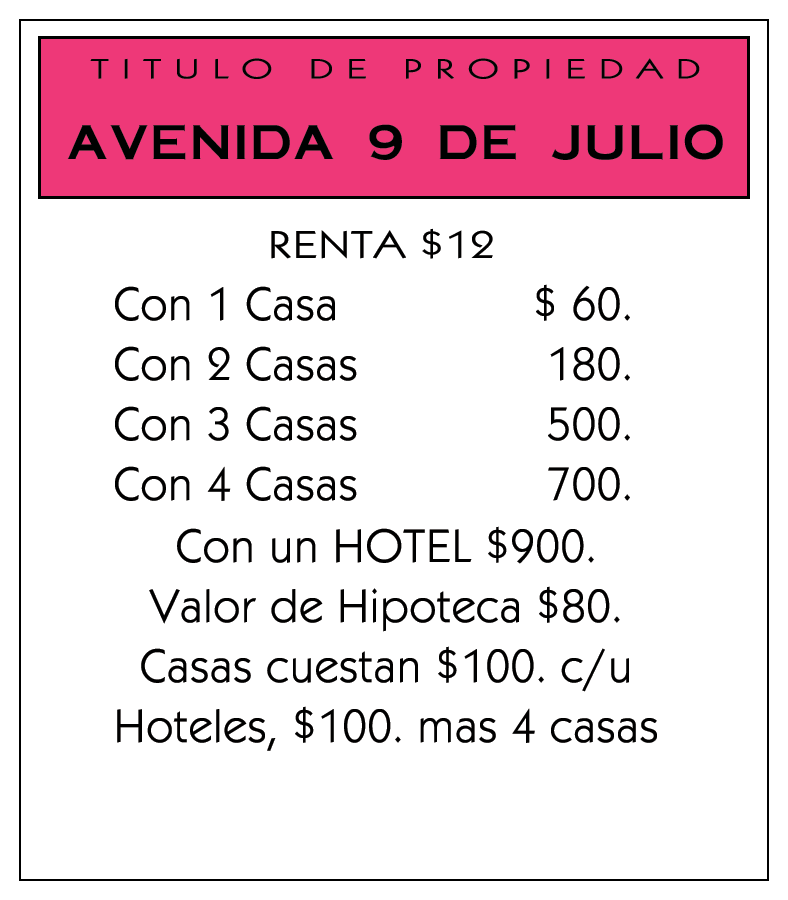 TITULO DE PROPIEDAD
AVENIDA 9 DE JULIO
RENTA $12
Con 1 Casa $ 60.
Con 2 Casas 180.
Con 3 Casas 500.
Con 4 Casas 700.
Con un HOTEL $900.
Valor de Hipoteca $80.
Casas cuestan $100. c/u
Hoteles, $100. mas 4 casas